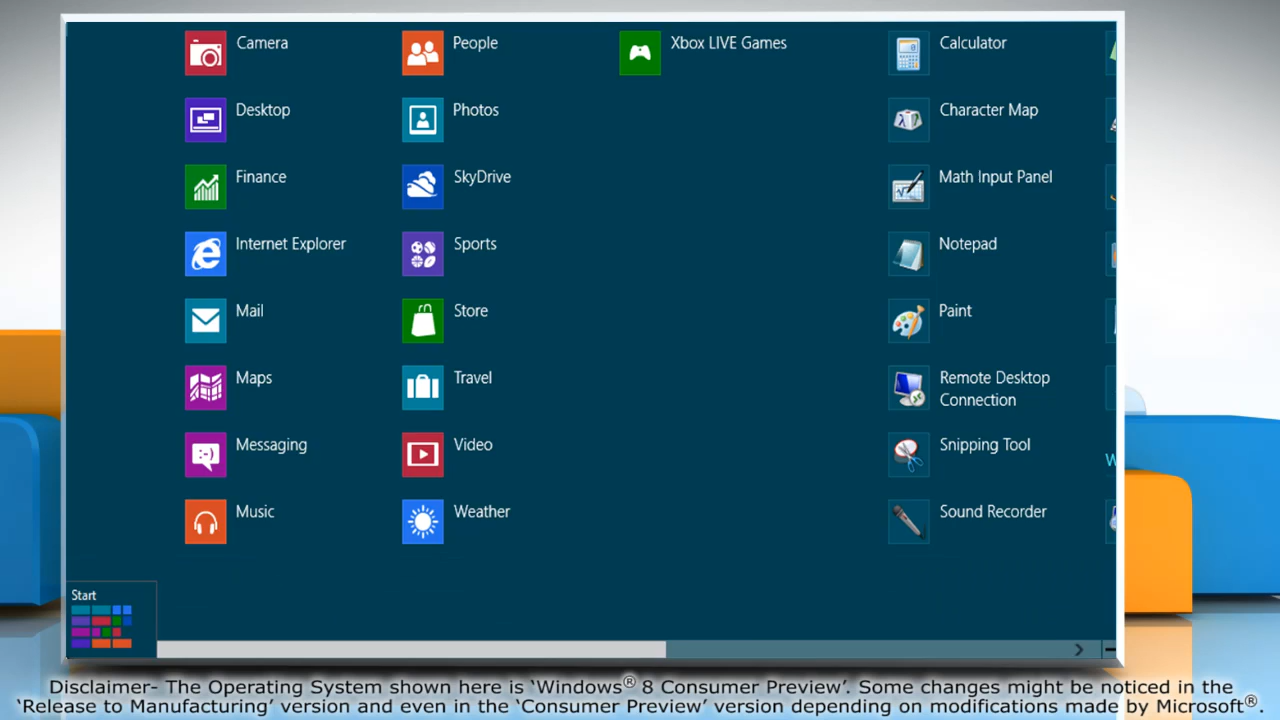 Camera
Desktop
Finance
Internet Explorer
Mail
Maps
Messaging
Music
People
Photos
SkyDrive
Sports
Store
Travel
Video
Weather
Xbox LIVE Games
Calculator
Character Map
Math Input Panel
Notepad
Paint
Remote Desktop
Connection
Snipping Tool
Sound Recorder
W
Start
Disclaimer- The Operating System shown here is ‘Windows® 8 Consumer Preview’. Some changes might be noticed in the
‘Release to Manufacturing’ version and even in the ‘Consumer Preview’ version depending on modifications made by Microsoft®.